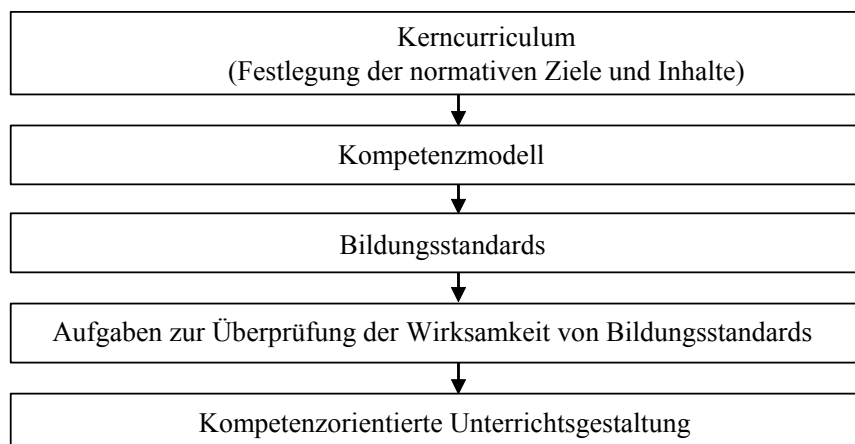 Kerncurriculum
(Festlegung der normativen Ziele und Inhalte)
Kompetenzmodell
Bildungsstandards
Aufgaben zur Überprüfung der Wirksamkeit von Bildungsstandards
Kompetenzorientierte Unterrichtsgestaltung